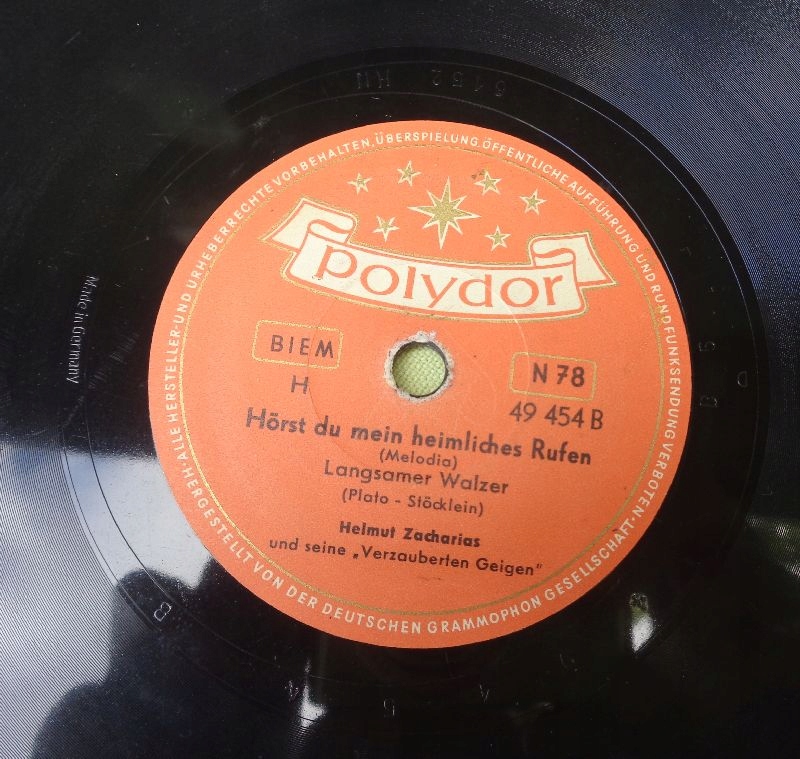 ALLE HERSTELLER- UND URHEBERRECHTE VORBEHALTEN. ÜBERSPIELUNG, ÖFFENTLICHE AUFFÜHRUNG UND RUNDFUNKSENDUNG VERBOTEN.
polydor
BIEM
N 78
H
49 454 B
Hörst du mein heimliches Rufen
(Melodia)
Langsamer Walzer
(Plato - Stöcklein)
Helmut Zacharias
und seine „Verzauberten Geigen"
HERGESTELLT VON DER DEUTSCHEN GRAMMOPHON GESELLSCHAFT
Made in Germany